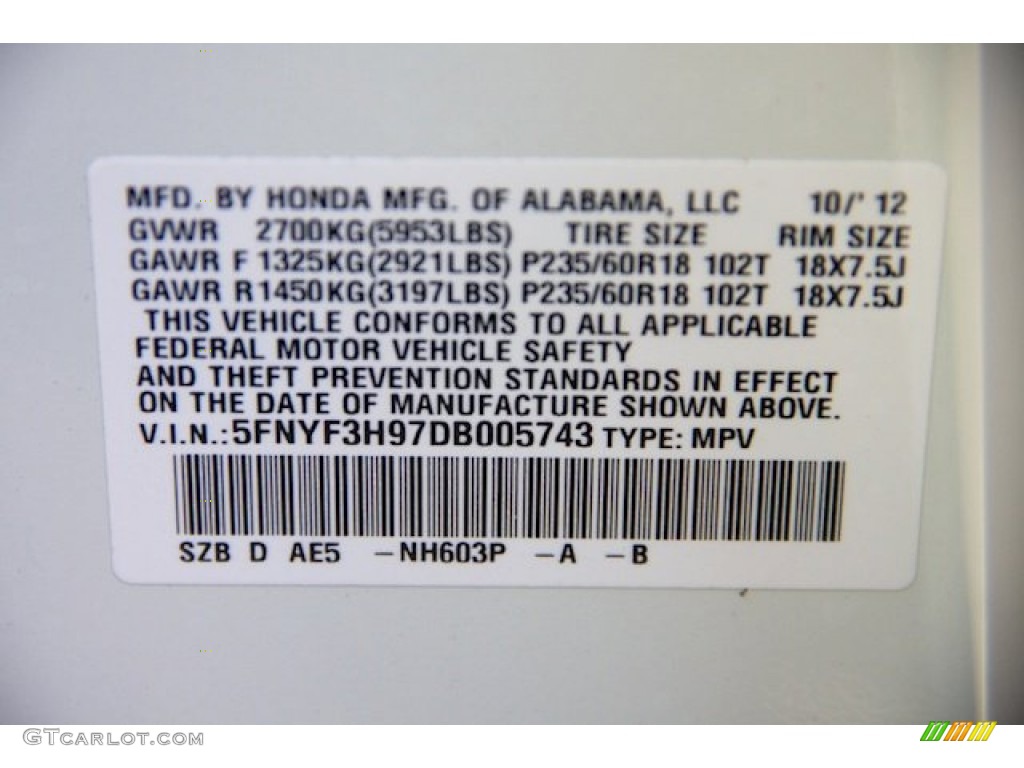 MFD. BY HONDA MFG. OF ALABAMA, LLC 10/'12
GVWR 2700KG(5953LBS) TIRE SIZE RIM SIZE
GAWR F 1325KG(2921LBS) P235/60R18 102T 18X7.5J
GAWR R1450KG(3197LBS) P235/60R18 102T 18X7.5J
THIS VEHICLE CONFORMS TO ALL APPLICABLE
FEDERAL MOTOR VEHICLE SAFETY
AND THEFT PREVENTION STANDARDS IN EFFECT
ON THE DATE OF MANUFACTURE SHOWN ABOVE.
V.I.N.:5FNYF3H97DB005743 TYPE: MPV
SZB D AE5 -NH603P -A -B
GTCARLOT.COM